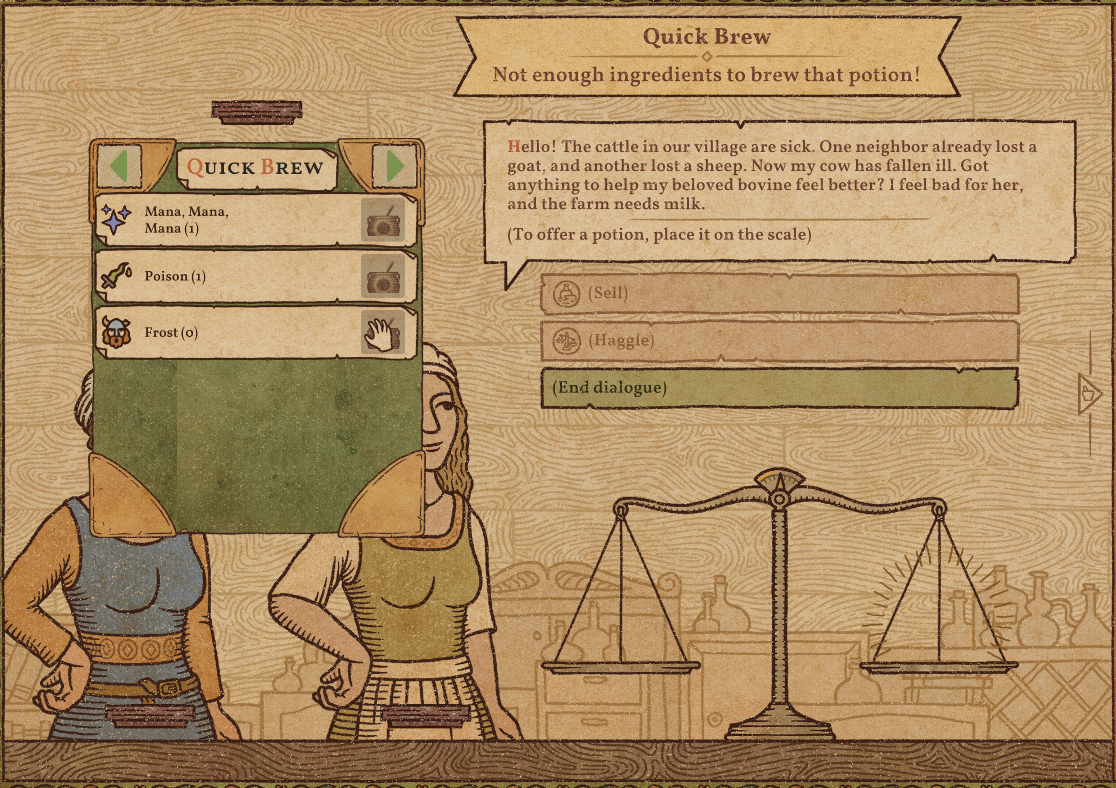 Quick Brew
Not enough ingredients to brew that potion!
Quick Brew
Mana, Mana,
Mana (1)
Poison (1)
Frost (0)
Hello! The cattle in our village are sick. One neighbor already lost a
goat, and another lost a sheep. Now my cow has fallen ill. Got
anything to help my beloved bovine feel better? I feel bad for her,
and the farm needs milk.
(To offer a potion, place it on the scale)
(Sell)
(Haggle)
(End dialogue)